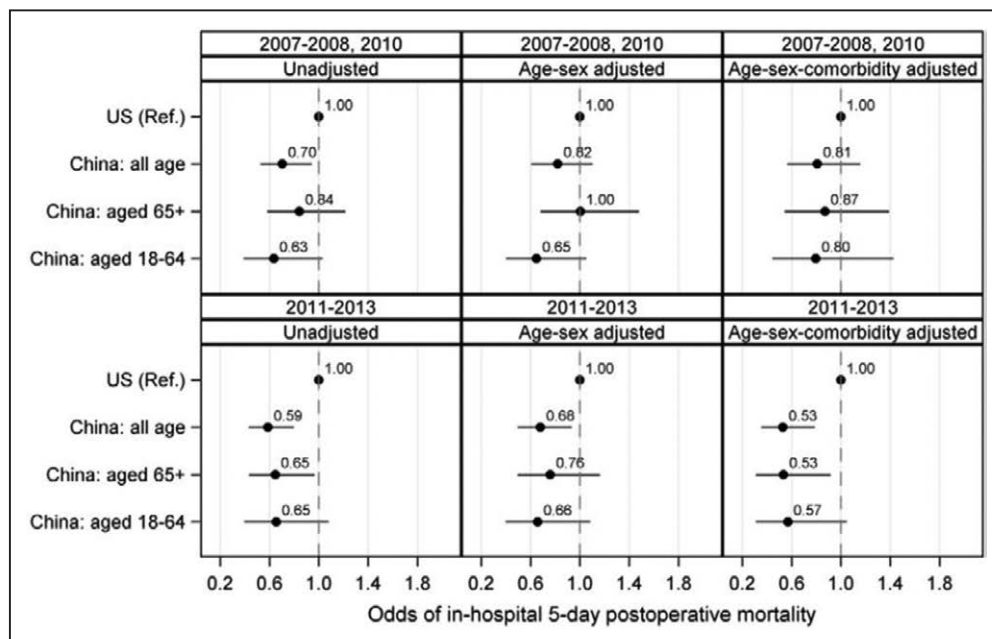 2007-2008, 2010 2007-2008, 2010 2007-2008, 2010
Unadjusted Age-sex adjusted Age-sex-comorbidity adjusted
US (Ref.) 1.00 1.00 1.00
China: all age 0.70 0.82 0.81
China: aged 65+ 0.84 1.00 0.87
China: aged 18-64 0.63 0.65 0.80
2011-2013 2011-2013 2011-2013
Unadjusted Age-sex adjusted Age-sex-comorbidity adjusted
US (Ref.) 1.00 1.00 1.00
China: all age 0.59 0.68 0.53
China: aged 65+ 0.65 0.76 0.53
China: aged 18-64 0.65 0.66 0.57
0.2 0.6 1.0 1.4 1.8 0.2 0.6 1.0 1.4 1.8 0.2 0.6 1.0 1.4 1.8
Odds of in-hospital 5-day postoperative mortality